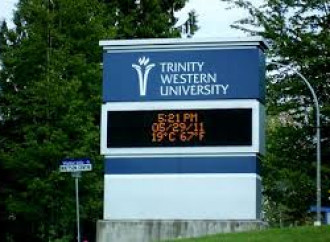 TRINITY
WESTERN
UNIVERSITY
5:21 PM
05/29/11
19°C 67°F